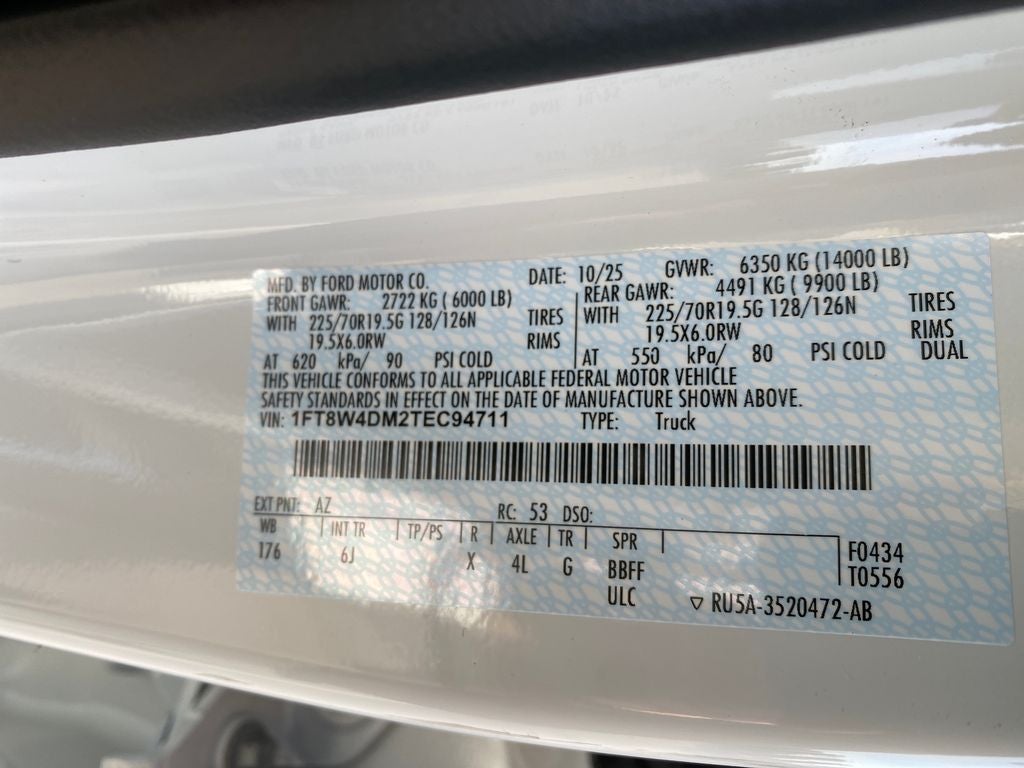 MFD. BY FORD MOTOR CO. DATE: 10/25 GVWR: 6350 KG (14000 LB)
FRONT GAWR: 2722 KG ( 6000 LB) REAR GAWR: 4491 KG ( 9900 LB)
WITH 225/70R19.5G 128/126N TIRES WITH 225/70R19.5G 128/126N TIRES
19.5X6.0RW RIMS 19.5X6.0RW RIMS
AT 620 kPa/ 90 PSI COLD AT 550 kPa/ 80 PSI COLD DUAL
THIS VEHICLE CONFORMS TO ALL APPLICABLE FEDERAL MOTOR VEHICLE
SAFETY STANDARDS IN EFFECT ON THE DATE OF MANUFACTURE SHOWN ABOVE.
VIN: 1FT8W4DM2TEC94711 TYPE: Truck
EXT PNT: AZ RC: 53 DSO:
WB INT TR TP/PS R AXLE TR SPR F0434
176 6J X 4L G BBFF T0556
ULC RU5A-3520472-AB